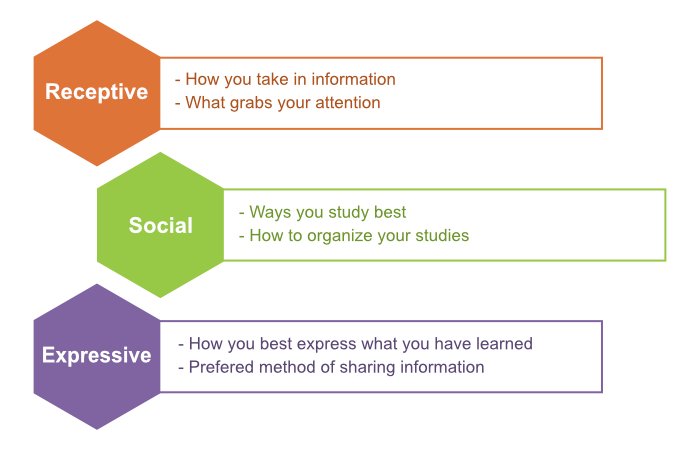 Receptive
- How you take in information
- What grabs your attention
Social
- Ways you study best
- How to organize your studies
Expressive
- How you best express what you have learned
- Prefered method of sharing information